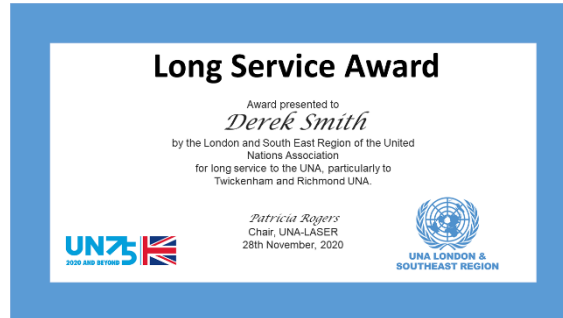 Long Service Award
Award presented to
Derek Smith
by the London and South East Region of the United
Nations Association
for long service to the UNA, particularly to
Twickenham and Richmond UNA.
Patricia Rogers
Chair, UNA-LASER
28th November, 2020
UN75
2020 AND BEYOND
UNA LONDON &
SOUTHEAST REGION